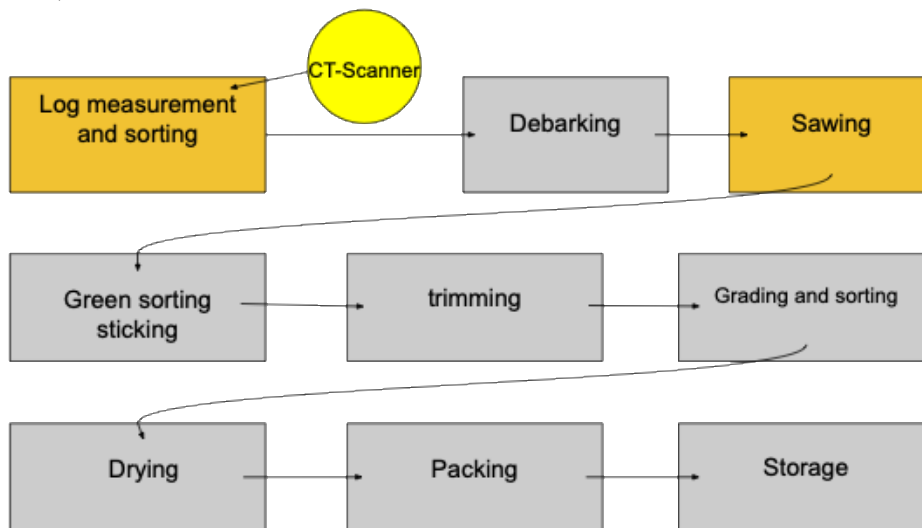 CT-Scanner
Log measurement
and sorting
Debarking
Sawing
Green sorting
sticking
trimming
Grading and sorting
Drying
Packing
Storage